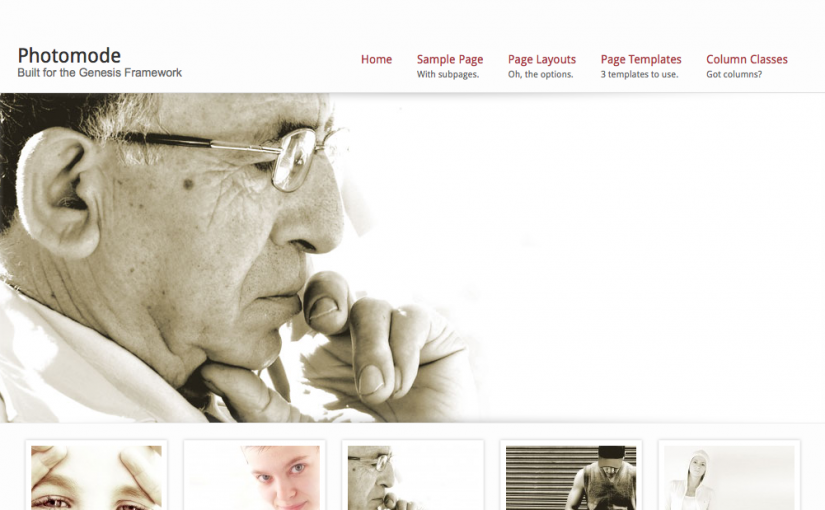 Photomode
Built for the Genesis Framework
Home
Sample Page
With subpages.
Page Layouts
Oh, the options.
Page Templates
3 templates to use.
Column Classes
Got columns?